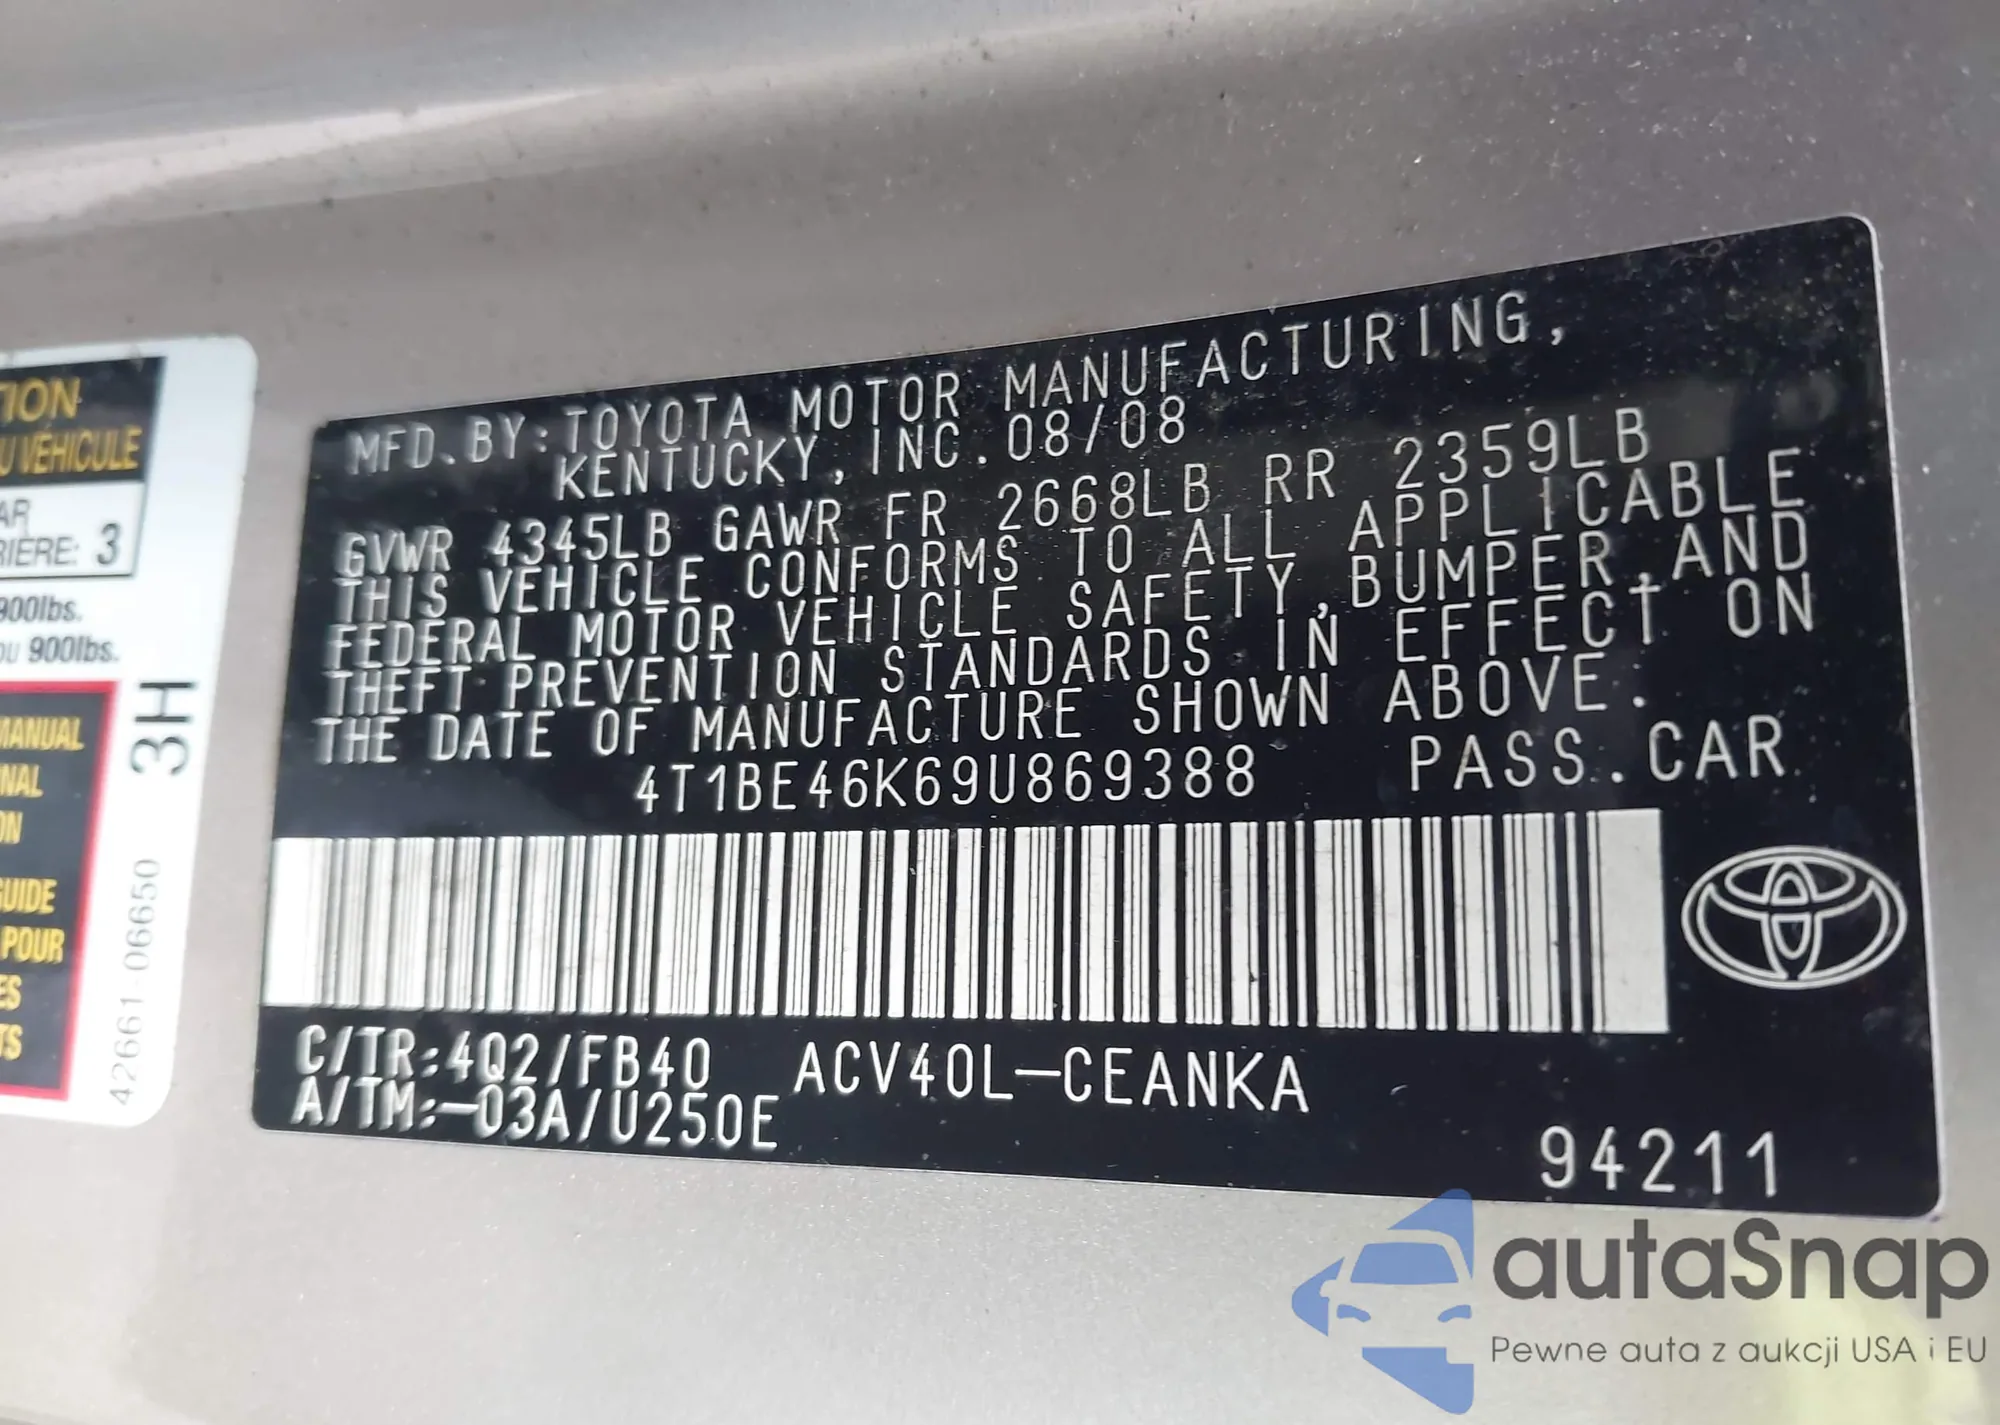 TION
U VÉHICULE
AR
RIÈRE: 3
900lbs.
ou 900lbs.
MANUAL
NAL
ON
GUIDE
POUR
ES
TS
3H
42661-06650
MFD.BY:TOYOTA MOTOR MANUFACTURING,
KENTUCKY, INC. 08/08
GVWR 4345LB GAWR FR 2668LB RR 2359LB
THIS VEHICLE CONFORMS TO ALL APPLICABLE
FEDERAL MOTOR VEHICLE SAFETY,BUMPER,AND
THEFT PREVENTION STANDARDS IN EFFECT ON
THE DATE OF MANUFACTURE SHOWN ABOVE.
4T1BE46K69U869388 PASS.CAR
C/TR:4Q2/FB40 ACV40L-CEANKA
A/TM:-03A/U250E
94211
autaSnap
Pewne auta z aukcji USA i EU